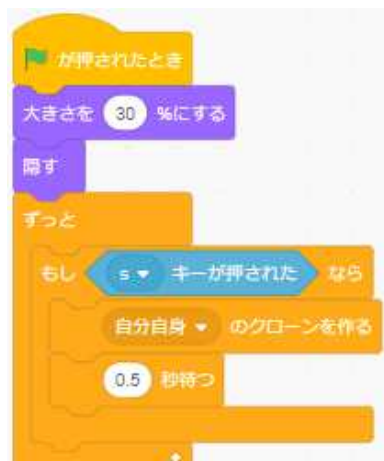 が押されたとき
大きさを 30 %にする
隠す
ずっと
もし s キーが押された なら
自分自身 のクローンを作る
0.5 秒待つ